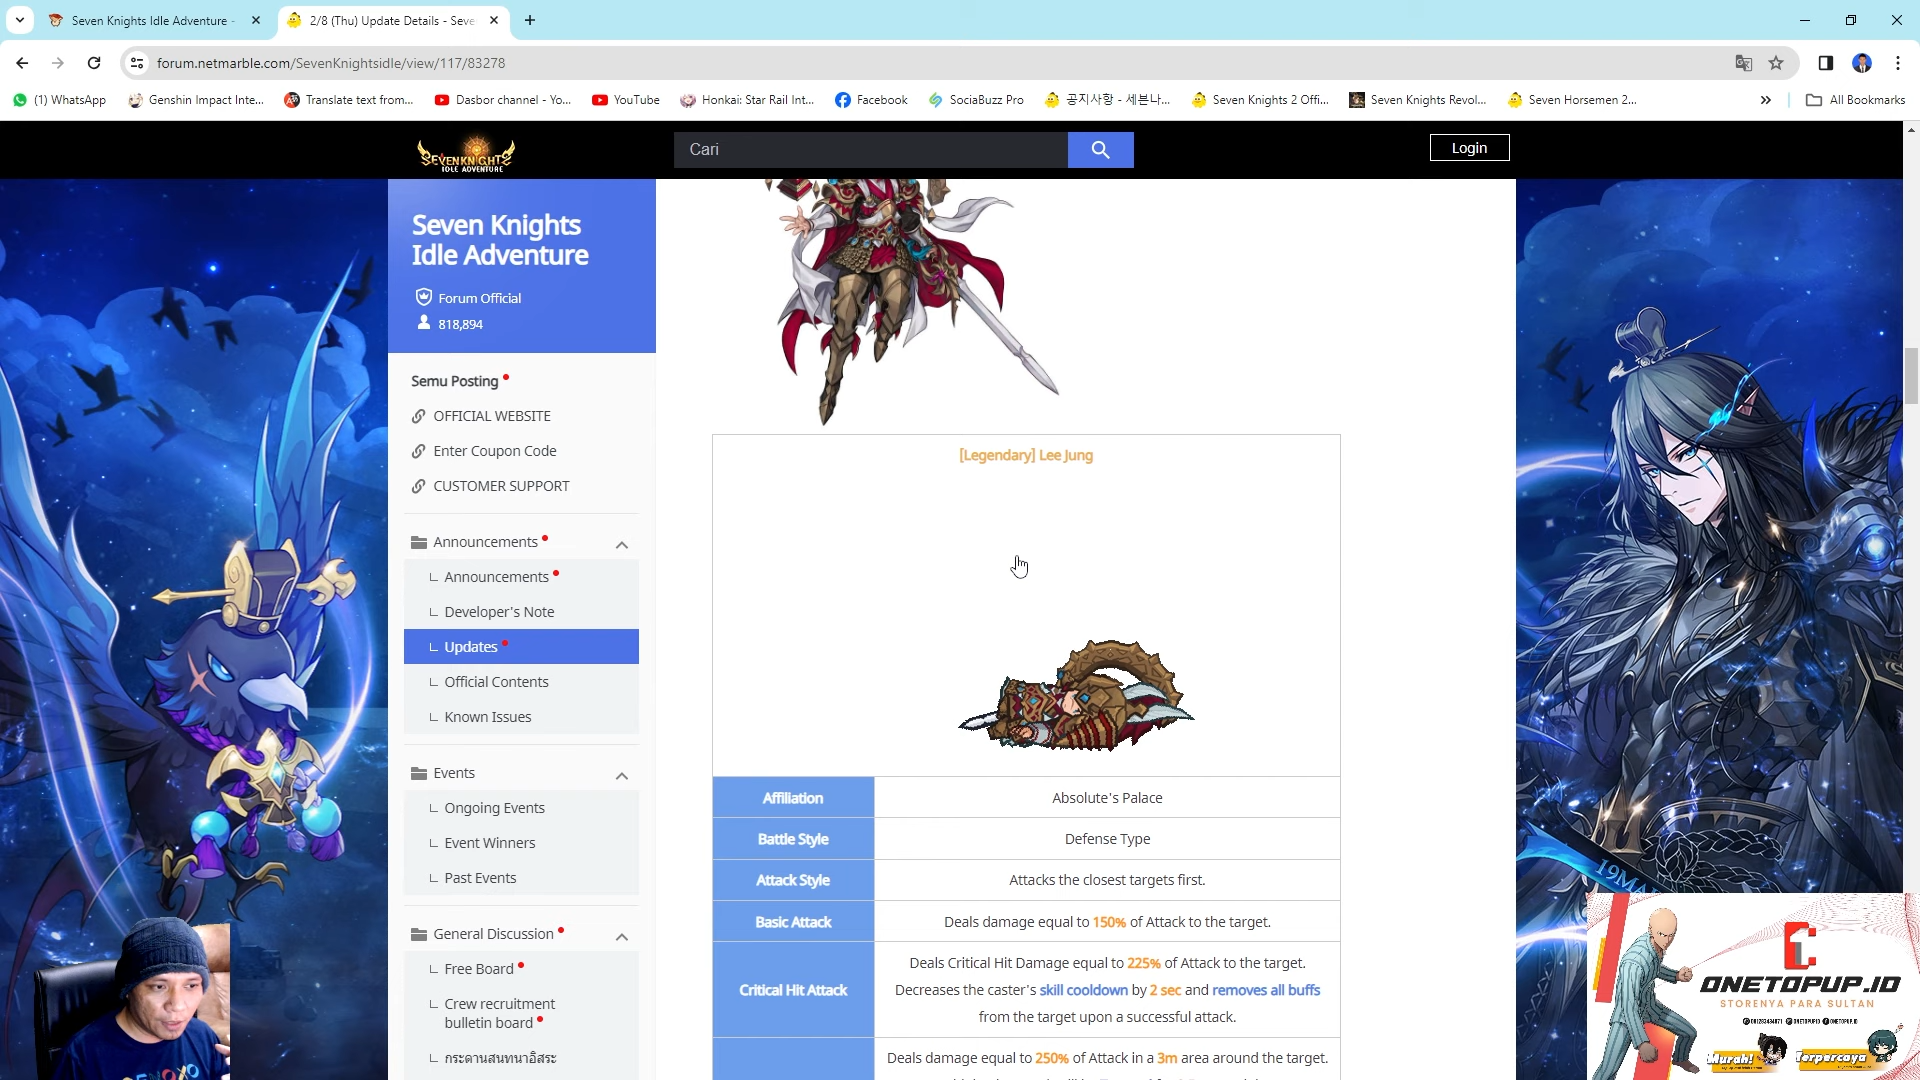 Seven Knights Idle Adventure -
2/8 (Thu) Update Details - Seve
forum.netmarble.com/SevenKnightsidle/view/117/83278
(1) WhatsApp
Genshin Impact Inte...
Translate text from...
Dasbor channel - Yo...
YouTube
Honkai: Star Rail Int...
Facebook
SociaBuzz Pro
공지사항 - 세븐나...
Seven Knights 2 Offi...
Seven Knights Revol...
Seven Horsemen 2...
All Bookmarks
SEVEN KNIGHTS
IDLE ADVENTURE
Cari
Login
Seven Knights
Idle Adventure
Forum Official
818,894
Semu Posting
OFFICIAL WEBSITE
Enter Coupon Code
CUSTOMER SUPPORT
Announcements
Announcements
Developer's Note
Updates
Official Contents
Known Issues
Events
Ongoing Events
Event Winners
Past Events
General Discussion
Free Board
Crew recruitment
bulletin board
กระดานสนทนาอิสระ
[Legendary] Lee Jung
Affiliation
Absolute's Palace
Battle Style
Defense Type
Attack Style
Attacks the closest targets first.
Basic Attack
Deals damage equal to 150% of Attack to the target.
Critical Hit Attack
Deals Critical Hit Damage equal to 225% of Attack to the target.
Decreases the caster's skill cooldown by 2 sec and removes all buffs
from the target upon a successful attack.
Deals damage equal to 250% of Attack in a 3m area around the target.
ONETOPUP.ID
STORENYA PARA SULTAN
Murah!
Terpercaya